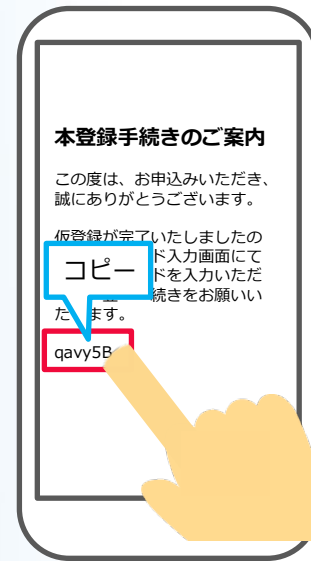 本登録手続きのご案内
この度は、お申込みいただき、
誠にありがとうございます。
仮登録が完了いたしましたの
ド入力画面にて
ドを入力いただ
続きをお願いい
た ます。
コピー
qavy5B